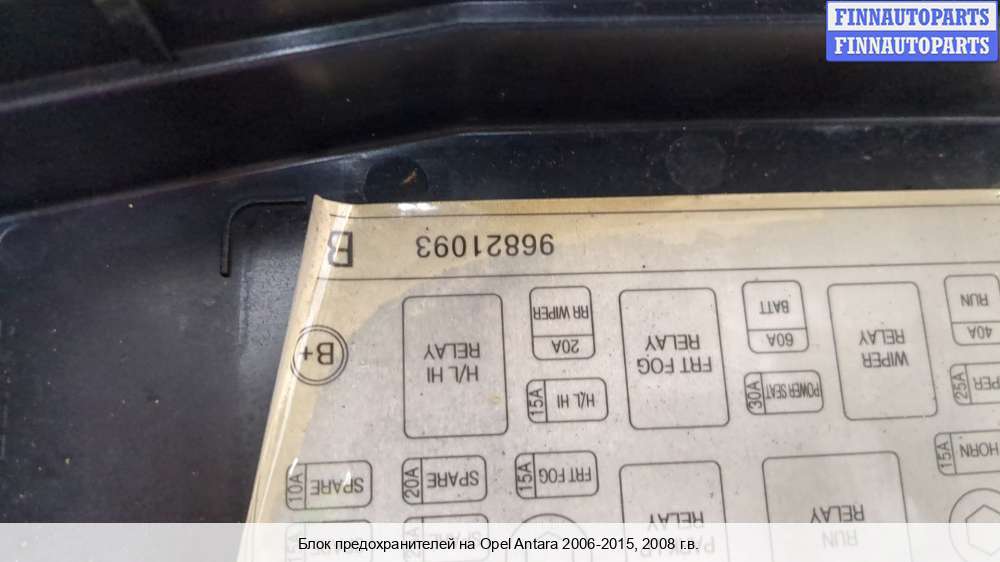 FINNAUTOPARTS
FINNAUTOPARTS
B
96821093
B+
H/L HI
RELAY
RR WIPER
20A
FRT FOG
RELAY
BATT
60A
WIPER
RELAY
RUN
40A
15A H/L HI
30A POWER SEAT
25A PER
15A HORN
10A SPARE
20A SPARE
15A FRT FOG
RELAY
RUN
RELAY
Блок предохранителей на Opel Antara 2006-2015, 2008 г.в.